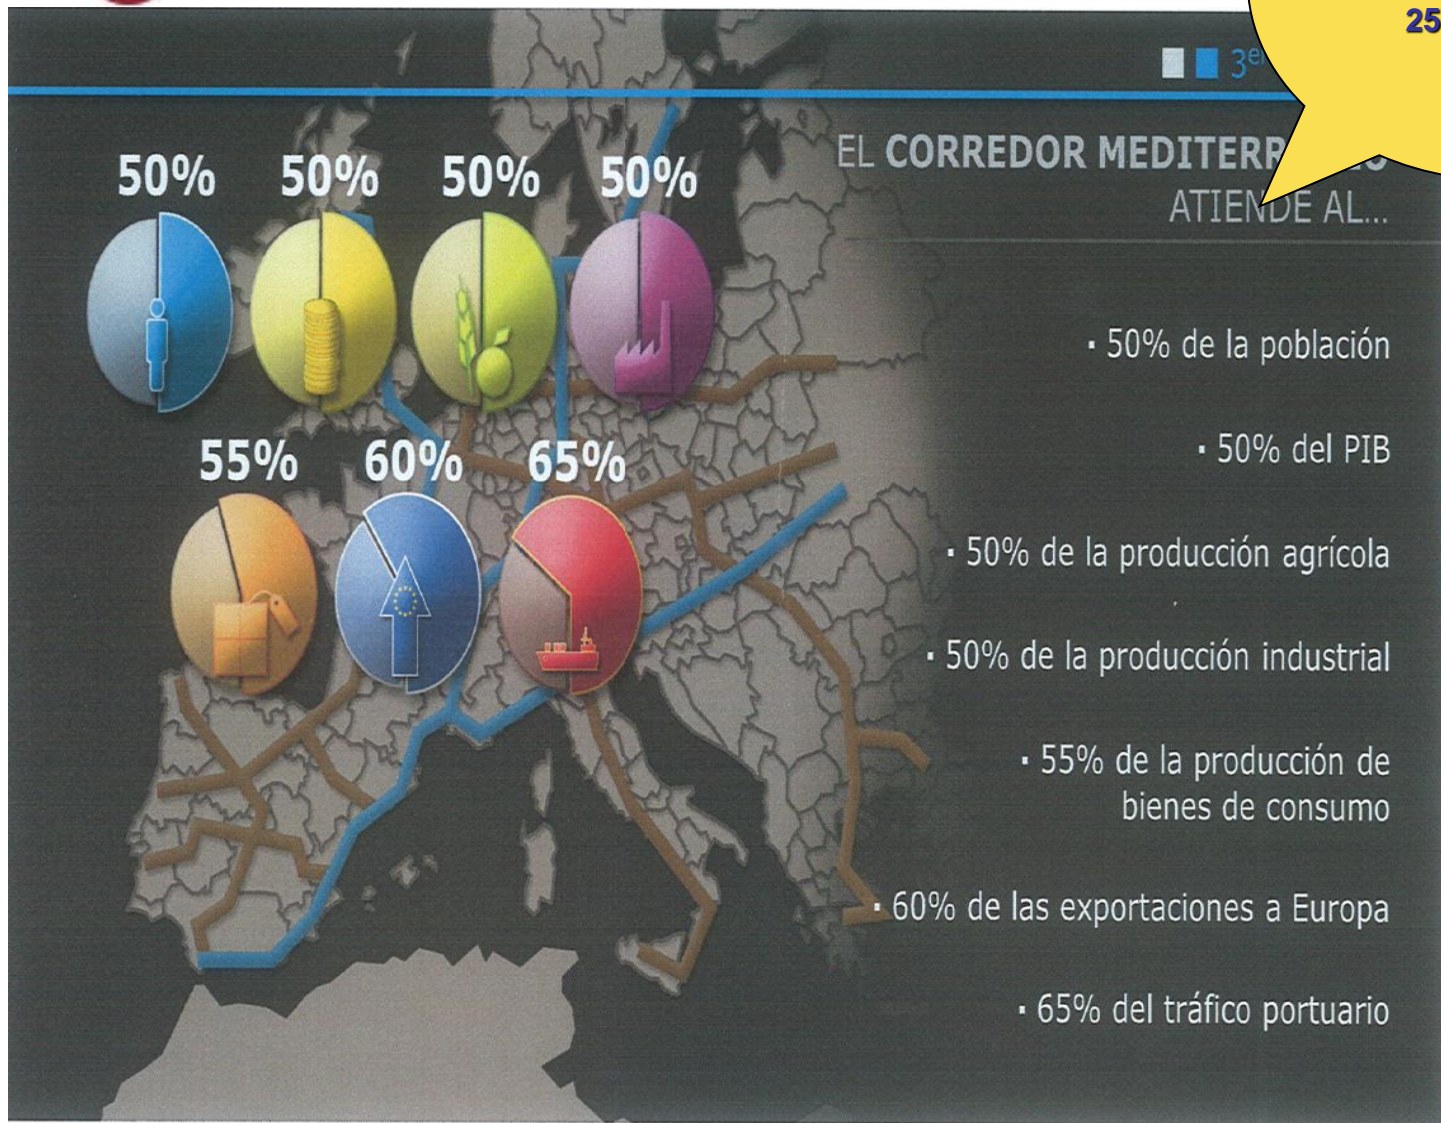 25
3er
EL CORREDOR
ATIENDE AL...
50% 50% 50% 50%
55% 60% 65%
· 50% de la población
· 50% del PIB
· 50% de la producción agrícola
· 50% de la producción industrial
· 55% de la producción de
bienes de consumo
· 60% de las exportaciones a Europa
· 65% del tráfico portuario